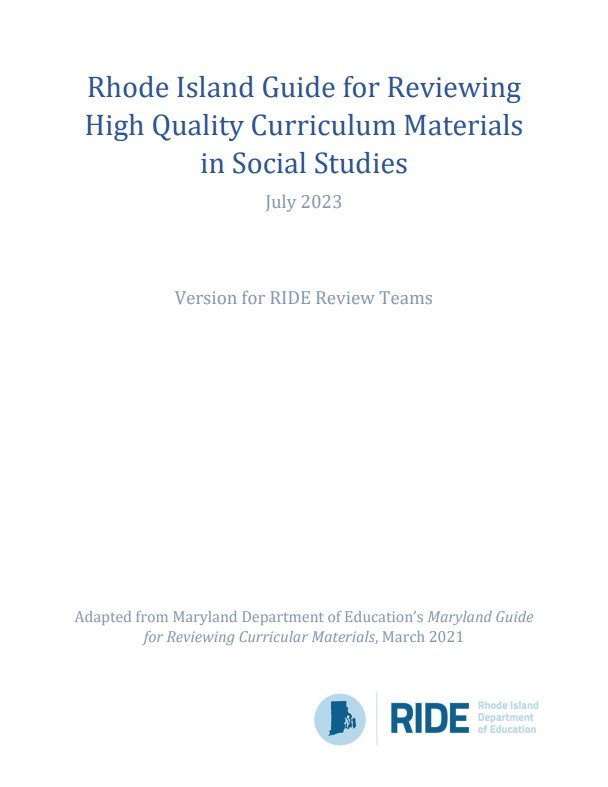 Rhode Island Guide for Reviewing
High Quality Curriculum Materials
in Social Studies
July 2023
Version for RIDE Review Teams
Adapted from Maryland Department of Education’s Maryland Guide
for Reviewing Curricular Materials, March 2021
RIDE
Rhode Island
Department
of Education